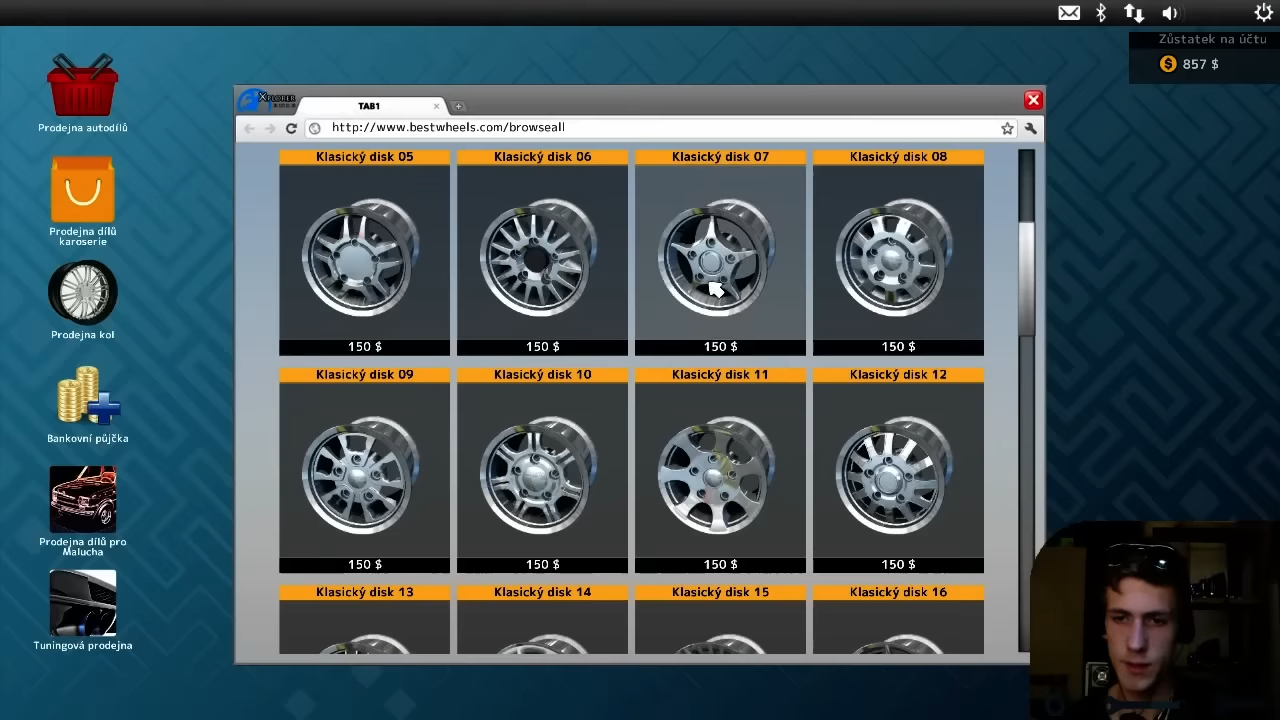 Zůstatek na účtu
857 $
Prodejna autodílů
Prodejna dílů
karoserie
Prodejna kol
Bankovní půjčka
Prodejna dílů pro
Malucha
Tuningová prodejna
TAB1
http://www.bestwheels.com/browseall
Klasický disk 05
Klasický disk 06
Klasický disk 07
Klasický disk 08
150 $
150 $
150 $
150 $
Klasický disk 09
Klasický disk 10
Klasický disk 11
Klasický disk 12
150 $
150 $
150 $
150 $
Klasický disk 13
Klasický disk 14
Klasický disk 15
Klasický disk 16